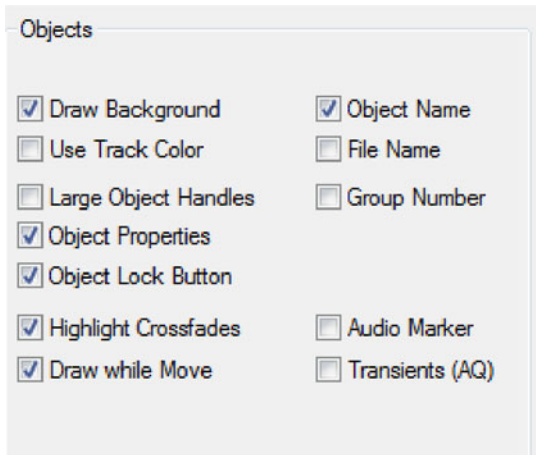 Objects
Draw Background Object Name
Use Track Color File Name
Large Object Handles Group Number
Object Properties
Object Lock Button
Highlight Crossfades Audio Marker
Draw while Move Transients (AQ)